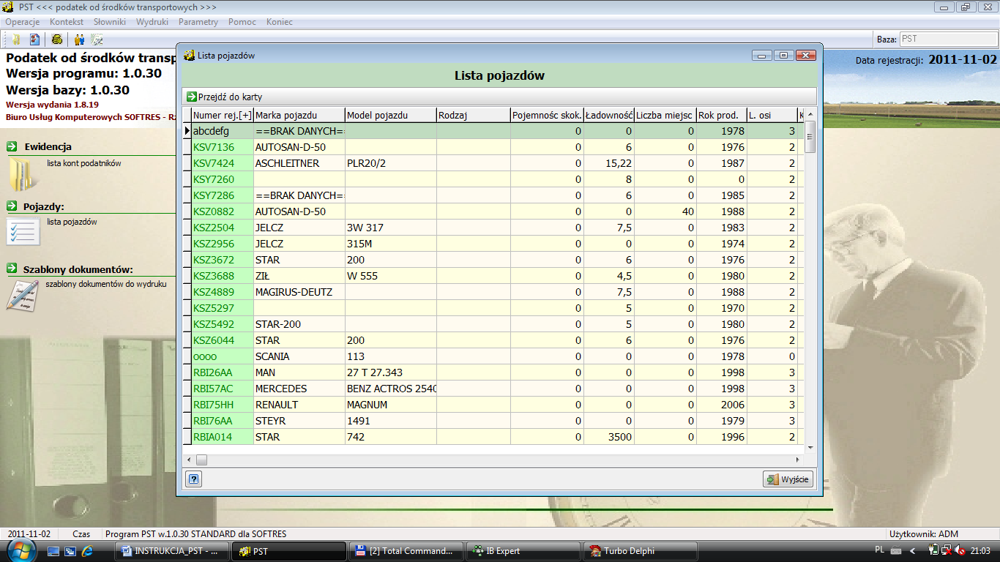 PST <<< podatek od środków transportowych >>>
Operacje Kontekst Słowniki Wydruki Parametry Pomoc Koniec
Baza: PST
Podatek od środków transp
Wersja programu: 1.0.30
Wersja bazy: 1.0.30
Wersja wydania 1.8.19
Biuro Usług Komputerowych SOFTRES - Rz
Data rejestracji: 2011-11-02
Ewidencja
lista kont podatników
Pojazdy:
lista pojazdów
Szablony dokumentów:
szablony dokumentów do wydruku
Lista pojazdów
Lista pojazdów
Przejdź do karty
Numer rej.[+] Marka pojazdu Model pojazdu Rodzaj Pojemnośc skok. Ładowność Liczba miejsc Rok prod. L. osi K
abcdefg ==BRAK DANYCH== 0 0 0 1978 3
KSV7136 AUTOSAN-D-50 0 6 0 1976 2
KSV7424 ASCHLEITNER PLR20/2 0 15,22 0 1987 2
KSY7260 0 8 0 0 2
KSY7286 ==BRAK DANYCH== 0 6 0 1985 2
KSZ0882 AUTOSAN-D-50 0 0 40 1988 2
KSZ2504 JELCZ 3W 317 0 7,5 0 1983 2
KSZ2956 JELCZ 315M 0 0 0 1974 2
KSZ3672 STAR 200 0 6 0 1976 2
KSZ3688 ZIŁ W 555 0 4,5 0 1980 2
KSZ4889 MAGIRUS-DEUTZ 0 7,5 0 1988 2
KSZ5297 0 5 0 1970 2
KSZ5492 STAR-200 0 5 0 1980 2
KSZ6044 STAR 200 0 6 0 1976 2
oooo SCANIA 113 0 0 0 1978 0
RBI26AA MAN 27 T 27.343 0 0 0 1998 3
RBI57AC MERCEDES BENZ ACTROS 2540 0 0 0 1998 3
RBI75HH RENAULT MAGNUM 0 0 0 2006 3
RBI76AA STEYR 1491 0 0 0 1979 3
RBIA014 STAR 742 0 3500 0 1996 2
? Wyjście
2011-11-02 Czas Program PST w.1.0.30 STANDARD dla SOFTRES Użytkownik: ADM
INSTRUKCJA_PST - ... PST [2] Total Command... IB Expert Turbo Delphi PL 21:03